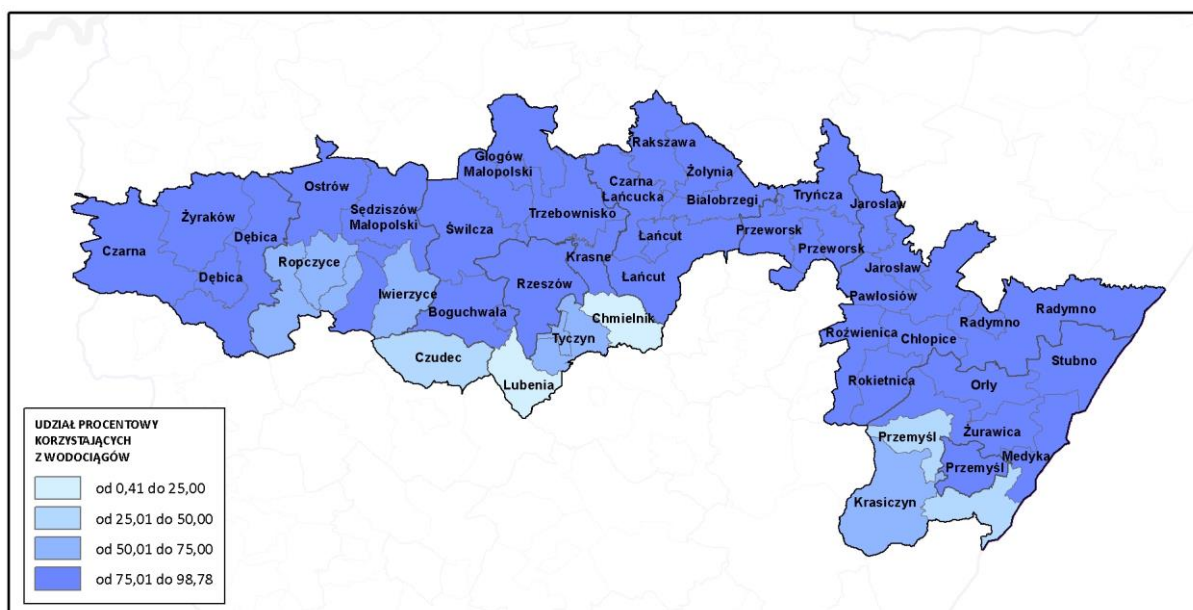 Rakszawa
Głogów
Małopolski
Żołynia
Czarna
Łańcucka
Ostrów
Białobrzegi
Tryńcza
Jarosław
Żyraków
Sędziszów
Małopolski
Trzebownisko
Dębica
Świlcza
Łańcut
Przeworsk
Czarna
Przeworsk
Krasne
Ropczyce
Jarosław
Dębica
Rzeszów
Łańcut
Iwierzyce
Pawłosiów
Boguchwała
Radymno
Radymno
Chmielnik
Roźwienica
Chłopice
Tyczyn
Czudec
Stubno
Lubenia
Rokietnica
Orły
Żurawica
Przemyśl
Medyka
Przemyśl
Krasiczyn
UDZIAŁ PROCENTOWY
KORZYSTAJĄCYCH
Z WODOCIĄGÓW
od 0,41 do 25,00
od 25,01 do 50,00
od 50,01 do 75,00
od 75,01 do 98,78